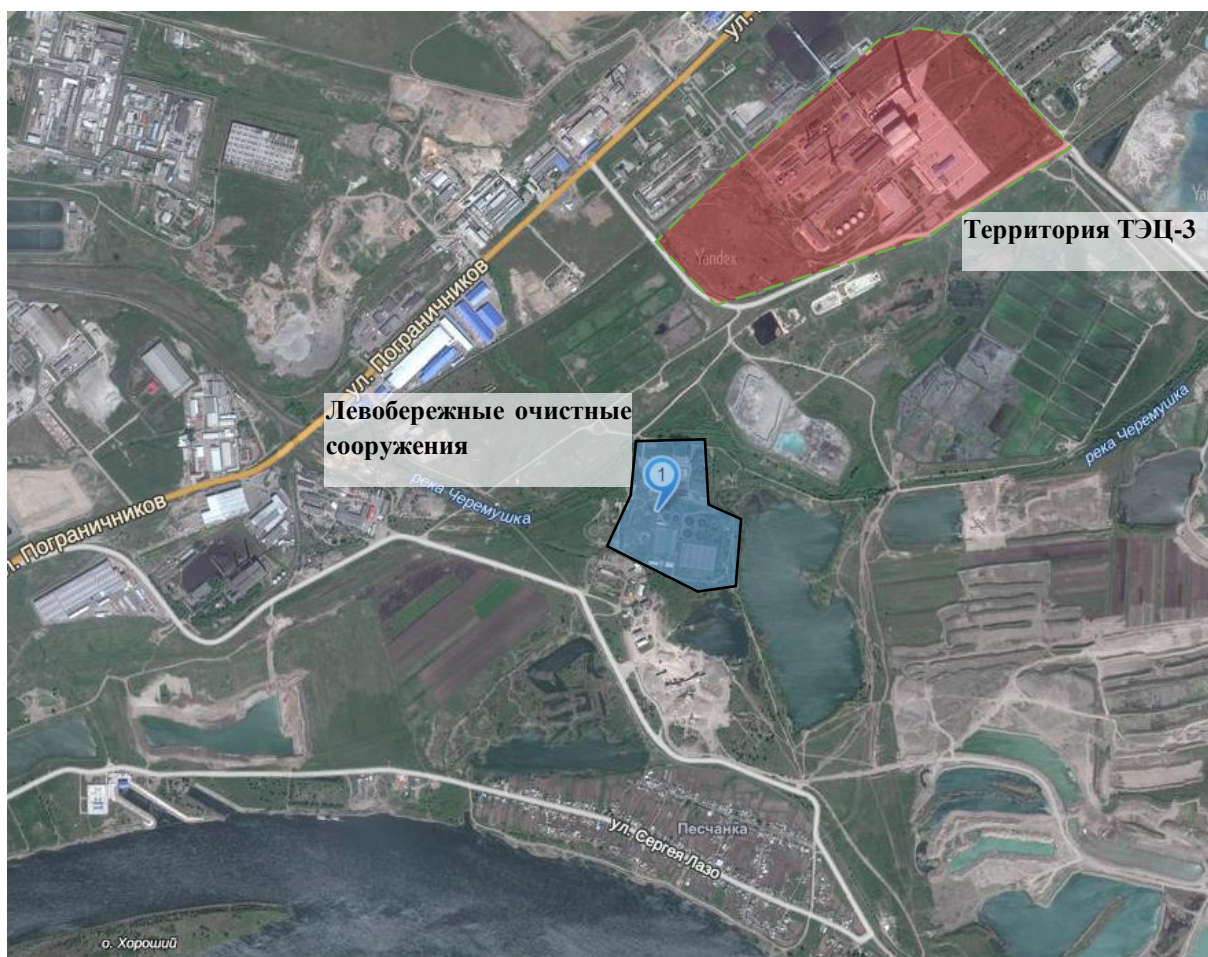 ул.
Территория ТЭЦ-3
Yandex
Ya
ул. Пограничников
Левобережные очистные
сооружения
1
река Черемушка
река Черемушка
л. Пограничников
Песчанка
ул. Сергея Лазо
о. Хороший